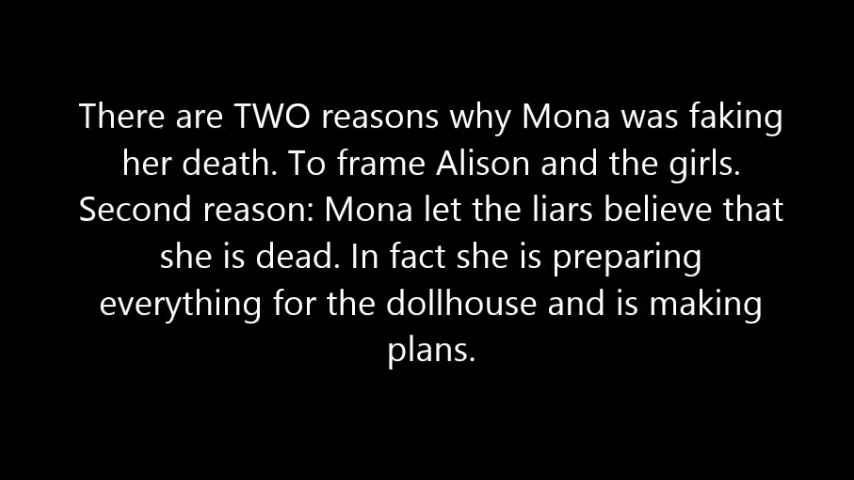 There are TWO reasons why Mona was faking
her death. To frame Alison and the girls.
Second reason: Mona let the liars believe that
she is dead. In fact she is preparing
everything for the dollhouse and is making
plans.